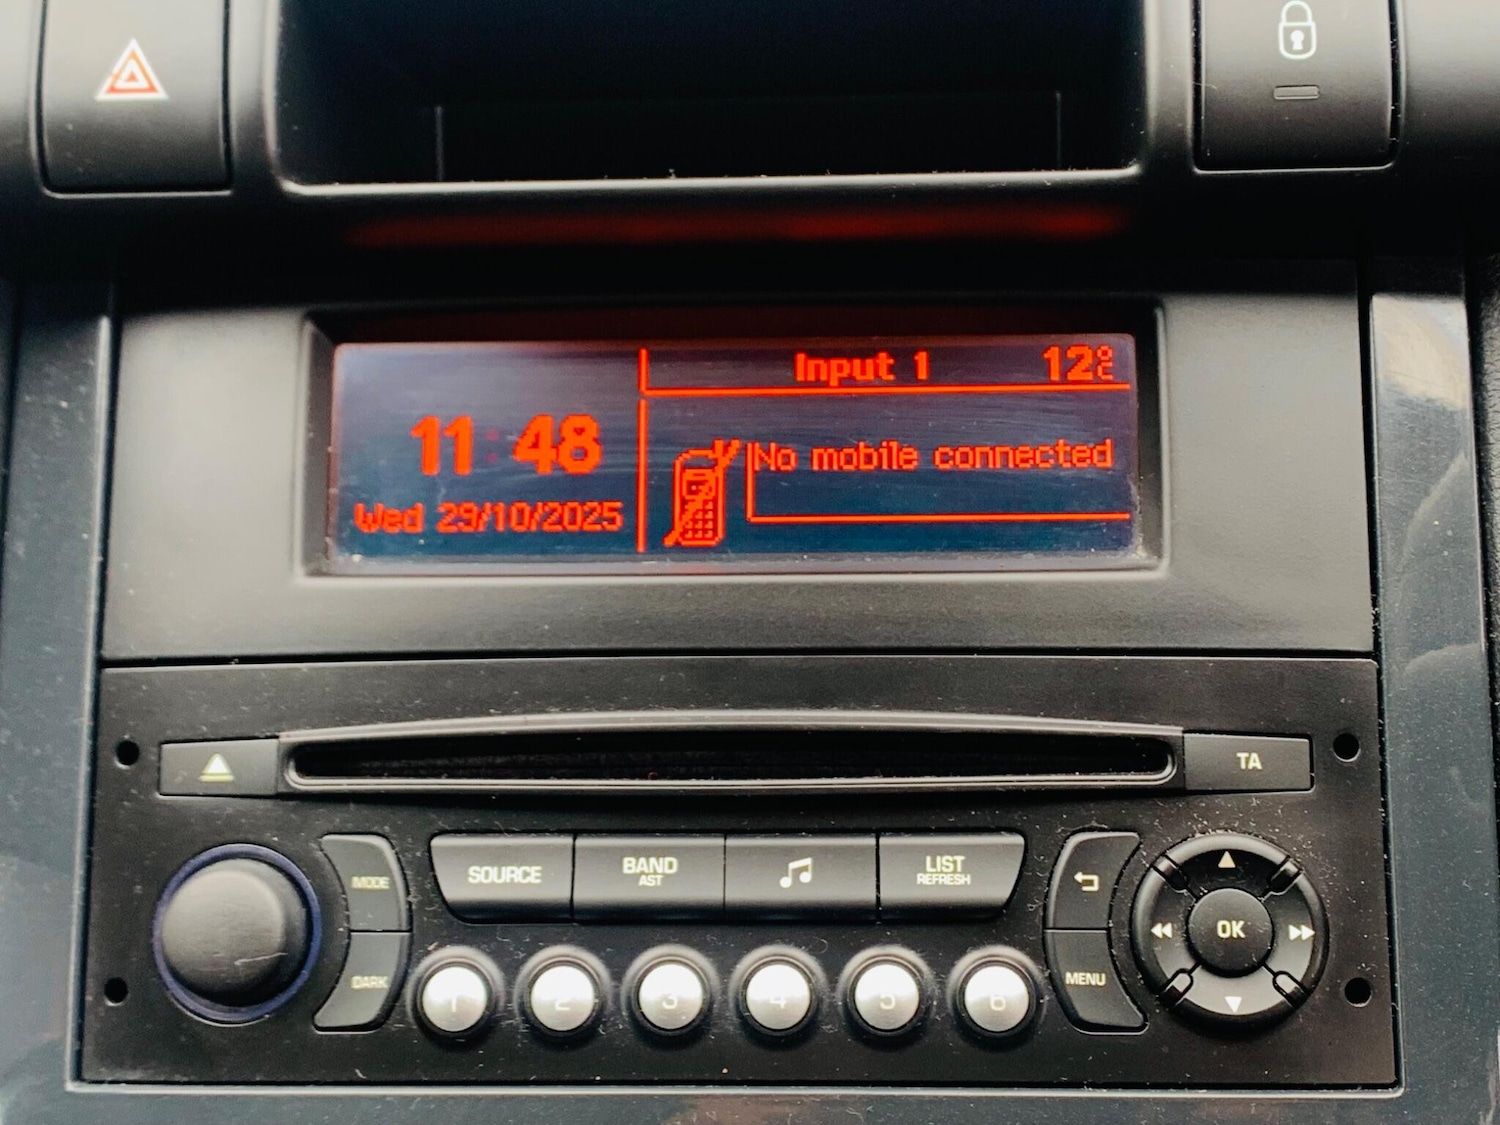 Input 1 12°C
11:48
No mobile connected
Wed 29/10/2025
TA
MODE
SOURCE
BAND
AST
LIST
REFRESH
OK
DARK
1 2 3 4 5 6
MENU